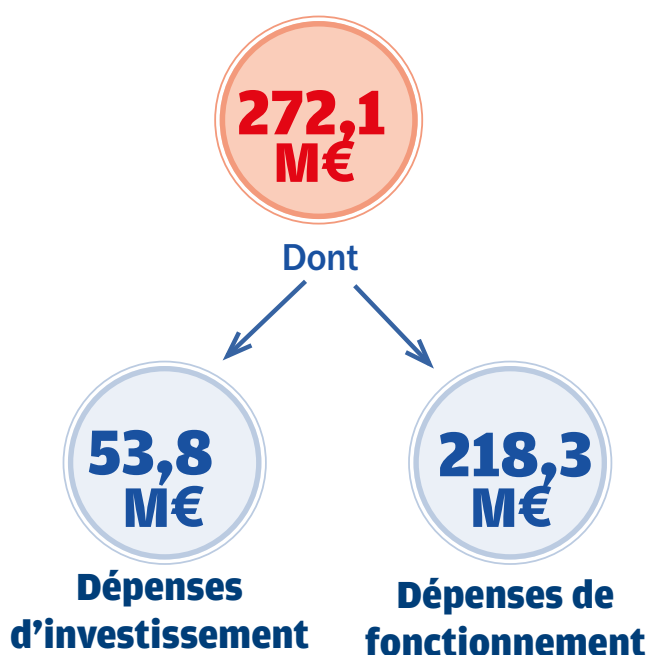 272,1
M€
Dont
53,8
M€
Dépenses
d'investissement
218,3
M€
Dépenses de
fonctionnement